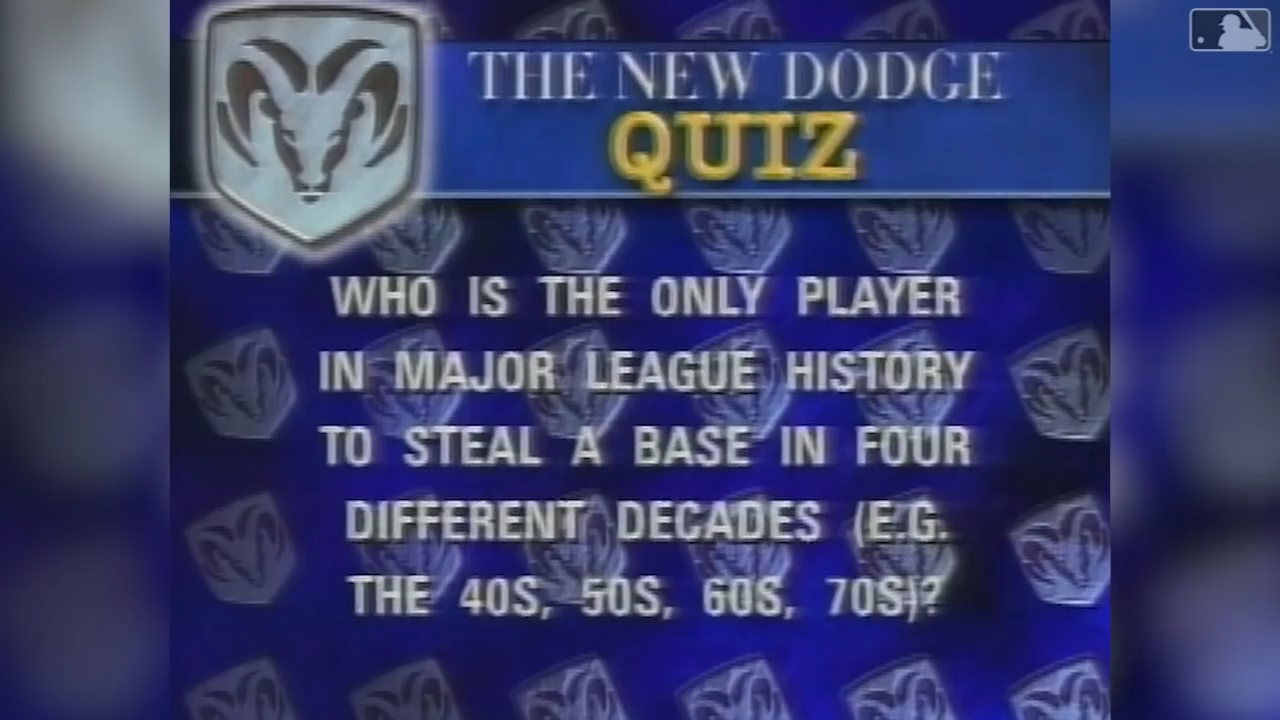 THE NEW DODGE
QUIZ
WHO IS THE ONLY PLAYER
IN MAJOR LEAGUE HISTORY
TO STEAL A BASE IN FOUR
DIFFERENT DECADES (E.G.
THE 40S, 50S, 60S, 70S)?